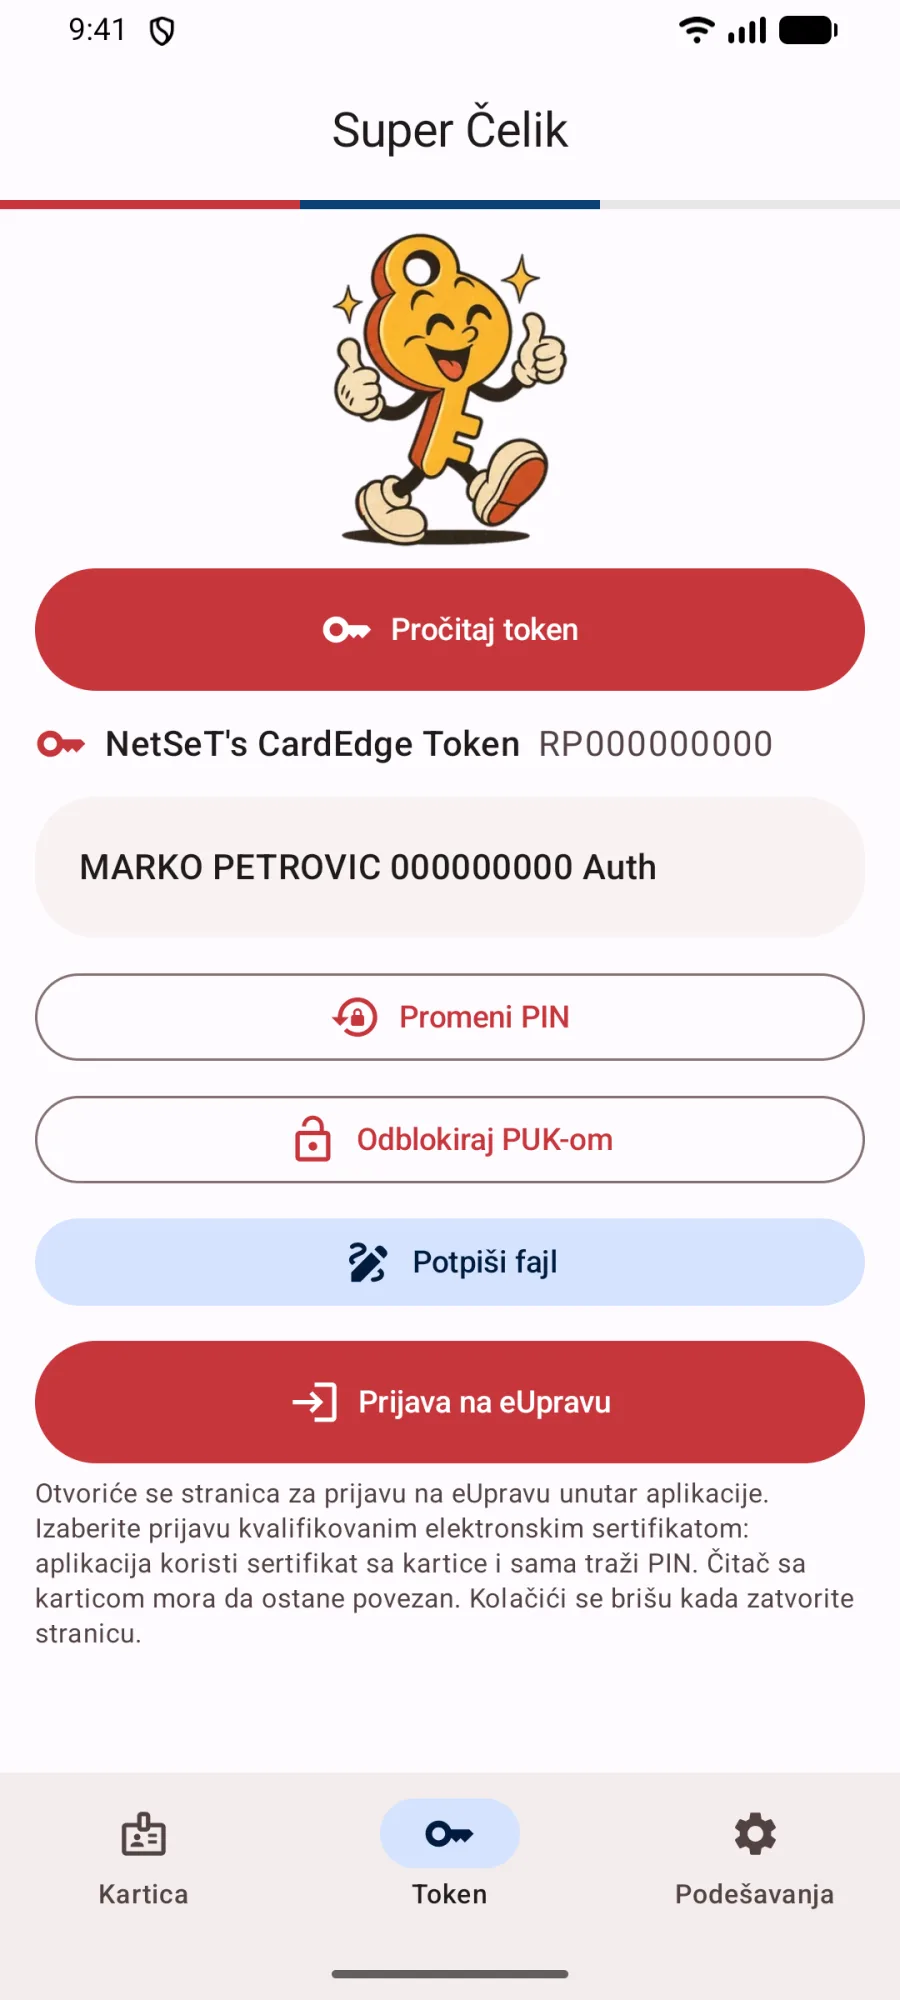 9:41
Super Čelik
Pročitaj token
NetSeT's CardEdge Token RP000000000
MARKO PETROVIC 000000000 Auth
Promeni PIN
Odblokiraj PUK-om
Potpiši fajl
Prijava na eUpravu
Otvoriće se stranica za prijavu na eUpravu unutar aplikacije.
Izaberite prijavu kvalifikovanim elektronskim sertifikatom:
aplikacija koristi sertifikat sa kartice i sama traži PIN. Čitač sa
karticom mora da ostane povezan. Kolačići se brišu kada zatvorite
stranicu.
Kartica
Token
Podešavanja